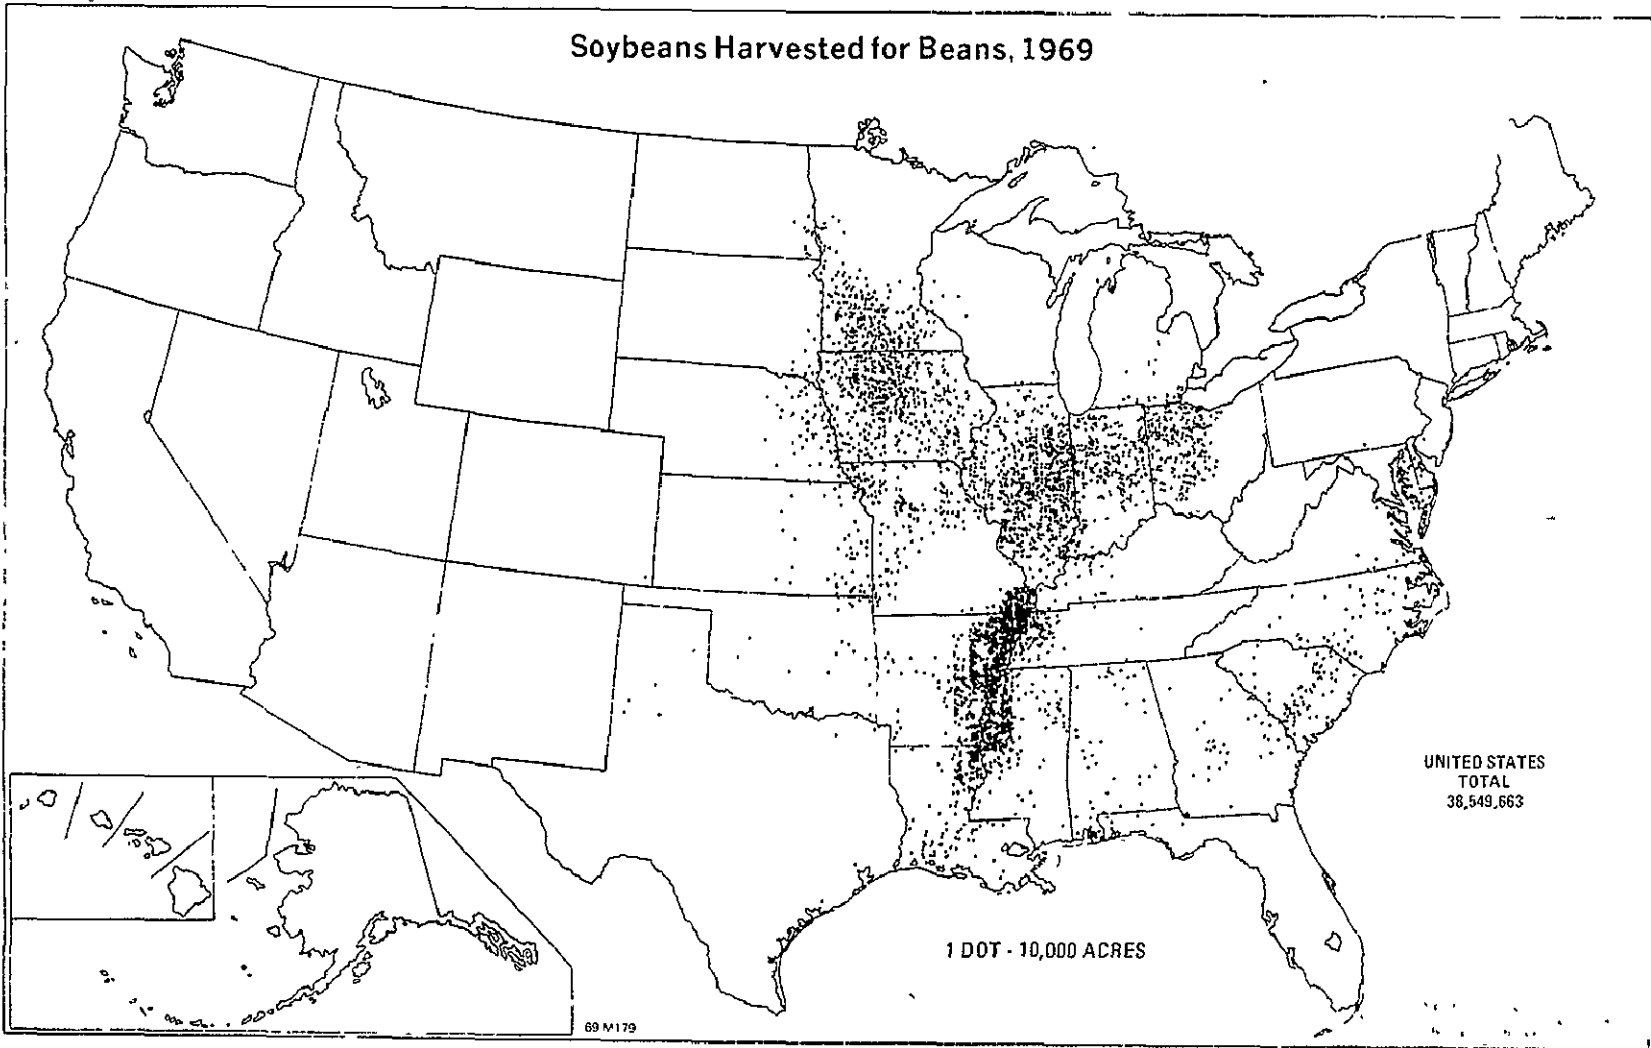 Soybeans Harvested for Beans, 1969
UNITED STATES
TOTAL
38,549,663
1 DOT - 10,000 ACRES
69 M179